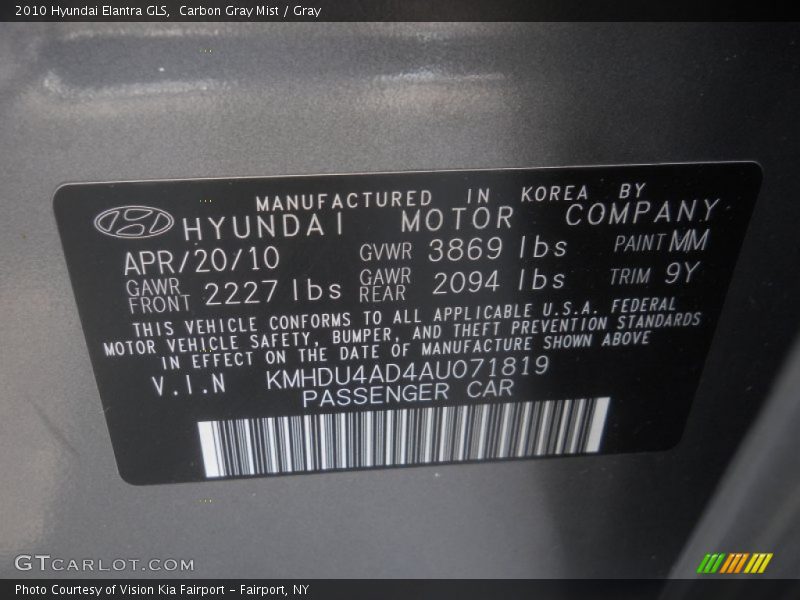 2010 Hyundai Elantra GLS, Carbon Gray Mist / Gray
MANUFACTURED IN KOREA BY
HYUNDAI MOTOR COMPANY
APR/20/10 GVWR 3869 lbs PAINT MM
GAWR FRONT 2227 lbs GAWR REAR 2094 lbs TRIM 9Y
THIS VEHICLE CONFORMS TO ALL APPLICABLE U.S.A. FEDERAL
MOTOR VEHICLE SAFETY, BUMPER, AND THEFT PREVENTION STANDARDS
IN EFFECT ON THE DATE OF MANUFACTURE SHOWN ABOVE
V.I.N KMHDU4AD4AU071819
PASSENGER CAR
GTCARLOT.COM
Photo Courtesy of Vision Kia Fairport – Fairport, NY